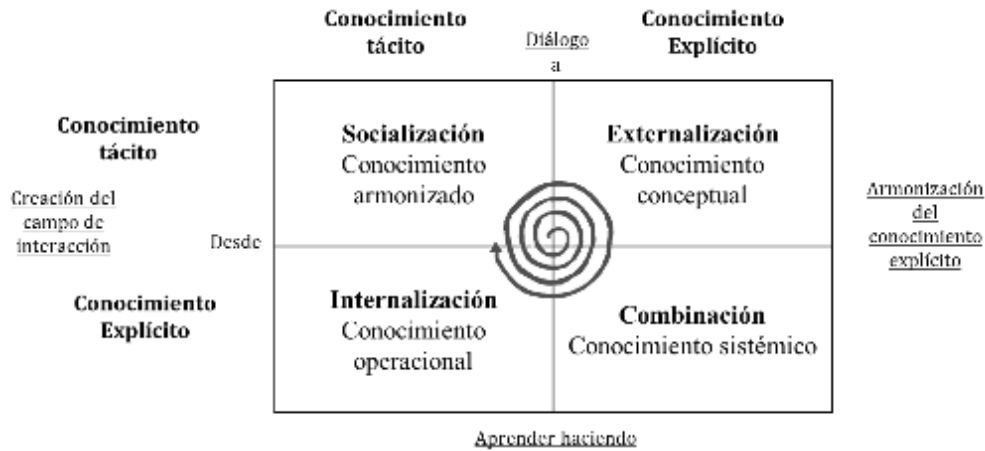 Conocimiento
tácito
Diálogo
a
Conocimiento
Explícito
Conocimiento
tácito
Socialización
Conocimiento
armonizado
Externalización
Conocimiento
conceptual
Creación del
campo de
interacción
Desde
Armonización
del
conocimiento
explícito
Conocimiento
Explícito
Internalización
Conocimiento
operacional
Combinación
Conocimiento sistémico
Aprender haciendo